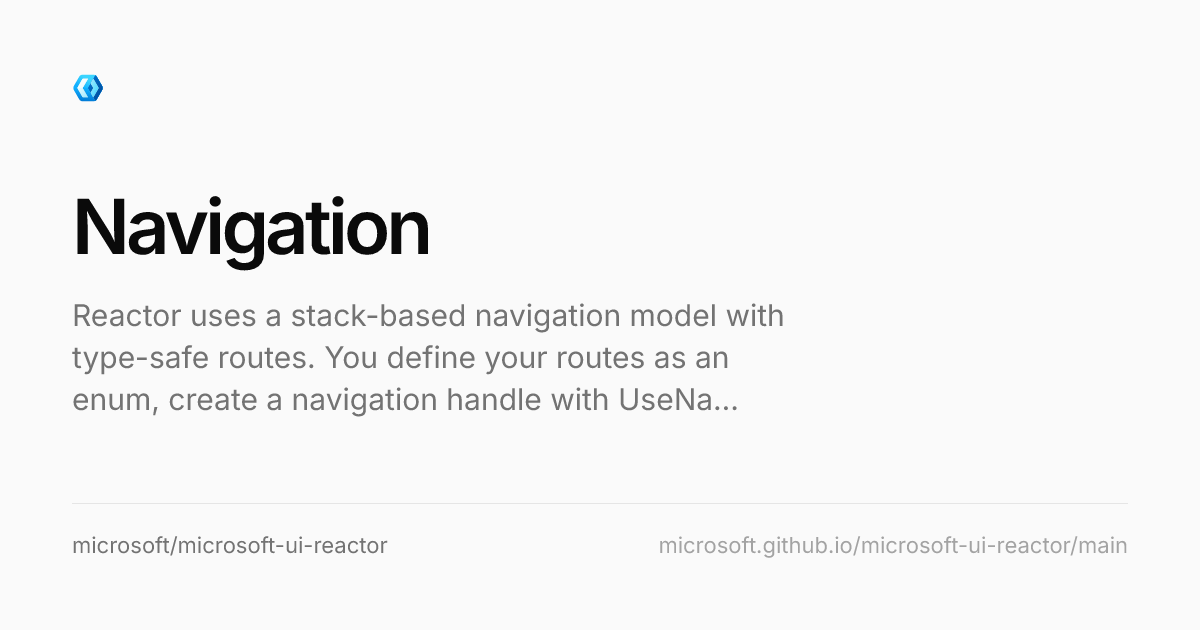 Navigation
Reactor uses a stack-based navigation model with
type-safe routes. You define your routes as an
enum, create a navigation handle with UseNa...
microsoft/microsoft-ui-reactor
microsoft.github.io/microsoft-ui-reactor/main